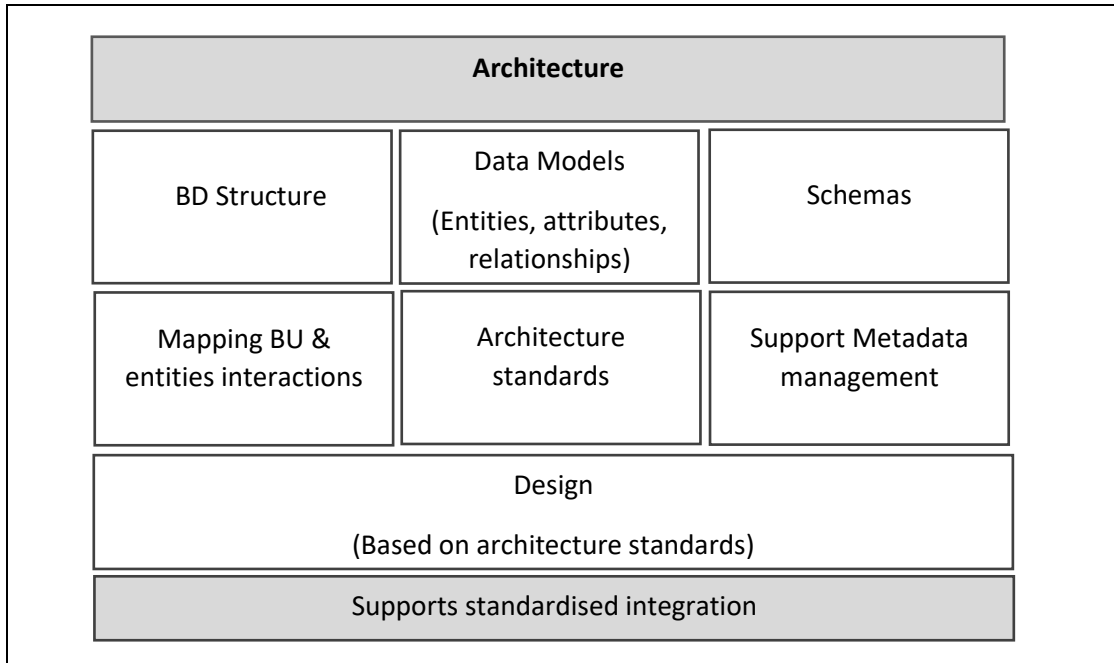 Architecture
BD Structure
Data Models
(Entities, attributes,
relationships)
Schemas
Mapping BU &
entities interactions
Architecture
standards
Support Metadata
management
Design
(Based on architecture standards)
Supports standardised integration